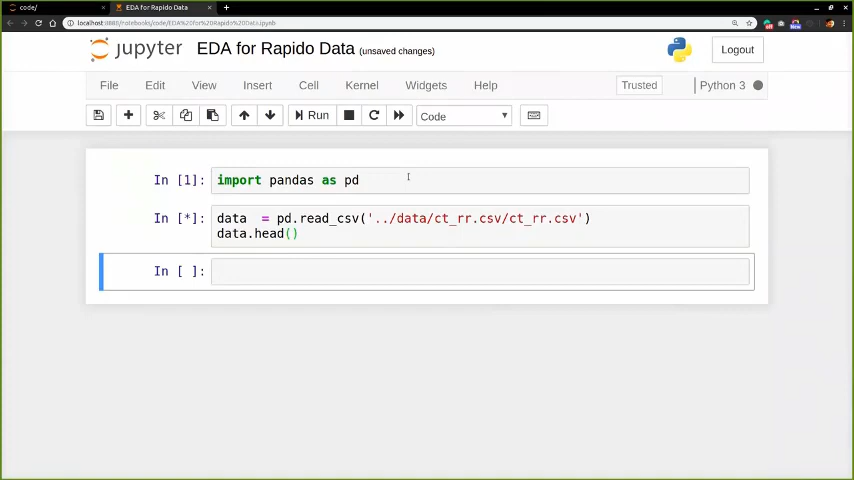 code/
EDA for Rapido Data
localhost:8888/notebooks/code/EDA%20for%20Rapido%20Data.ipynb
jupyter EDA for Rapido Data (unsaved changes)
Logout
File Edit View Insert Cell Kernel Widgets Help
Trusted
Python 3
Run
Code
In [1]: import pandas as pd
In [*]: data = pd.read_csv('../data/ct_rr.csv/ct_rr.csv')
data.head()
In [ ]: